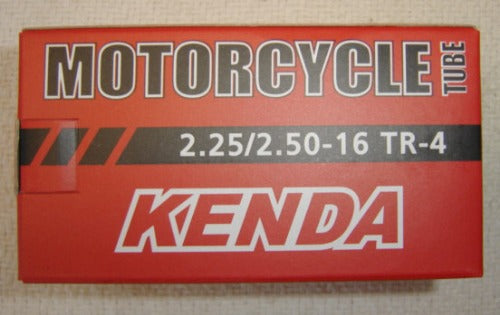 MOTORCYCLE TUBE
2.25/2.50-16 TR-4
KENDA